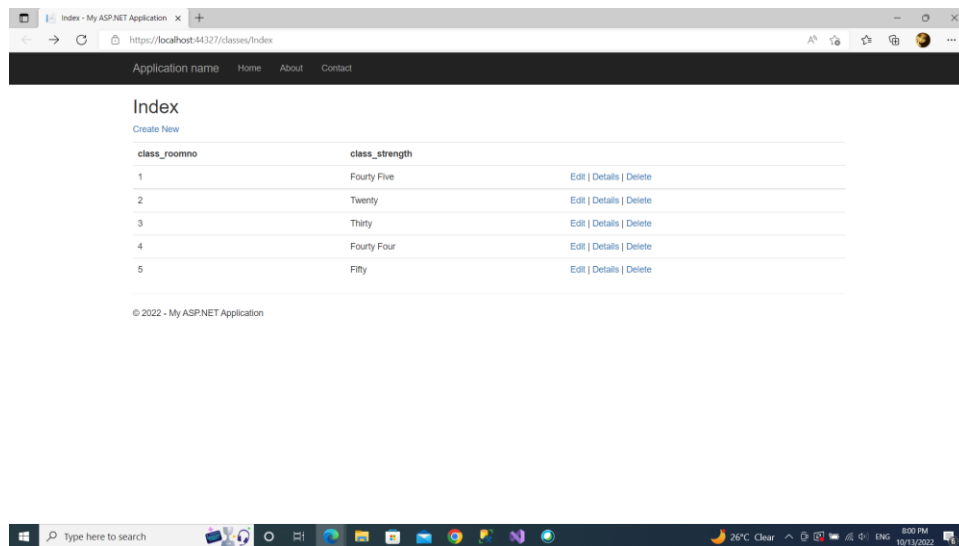 Index - My ASP.NET Application
https://localhost:44327/classes/Index
Application name Home About Contact
Index
Create New
class_roomno class_strength
1 Fourty Five Edit | Details | Delete
2 Twenty Edit | Details | Delete
3 Thirty Edit | Details | Delete
4 Fourty Four Edit | Details | Delete
5 Fifty Edit | Details | Delete
© 2022 - My ASP.NET Application
Type here to search 26°C Clear ENG 8:00 PM
10/13/2022